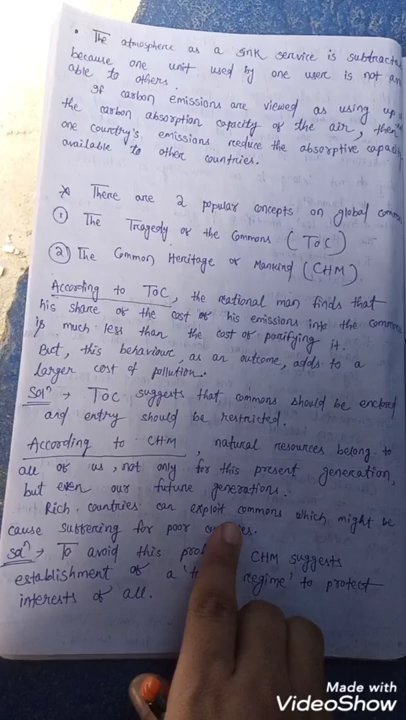 • The atmosphere as a sink service is
because one unit used by one user is not
able to others.
If carbon emissions are viewed as using up
the carbon absorption capacity of the air, then
one country's emissions reduce the absorptive
available to other countries.
* There are 2 popular concepts on global
① The Tragedy of the Commons (TOC)
② The Common Heritage of Mankind (CHM)
According to TOC, the rational man finds that
his share of the cost of his emissions into the
is much less than the cost of purifying it.
But, this behaviour, as an outcome, adds to a
larger cost of pollution.
Solⁿ → TOC suggests that commons should be enclosed
and entry should be restricted.
According to CHM, natural resources belong to
all of us, not only for this present generation,
but even our future generations.
Rich countries can exploit commons which might be
cause suffering for poor
Solⁿ → To avoid this CHM suggests
establishment of a regime' to protect
interests of all.
Made with
VideoShow